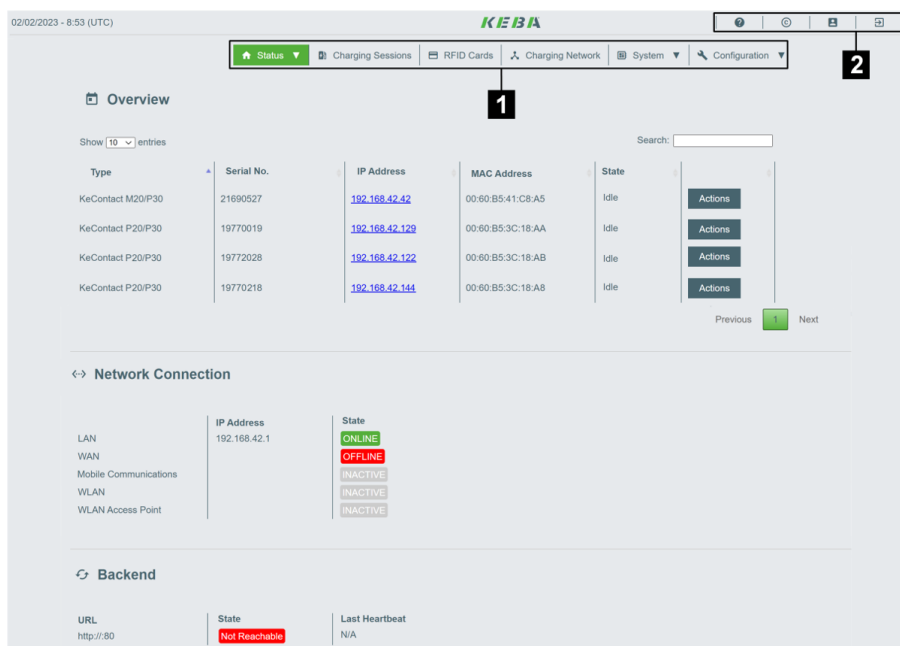 02/02/2023 - 8:53 (UTC) KEBA
Status ▼ Charging Sessions RFID Cards Charging Network System ▼ Configuration ▼
2
1
Overview
Show 10 entries Search:
Type Serial No. IP Address MAC Address State
KeContact M20/P30 21690527 192.168.42.42 00:60:B5:41:C8:A5 Idle Actions
KeContact P20/P30 19770019 192.168.42.129 00:60:B5:3C:18:AA Idle Actions
KeContact P20/P30 19772028 192.168.42.122 00:60:B5:3C:18:AB Idle Actions
KeContact P20/P30 19770218 192.168.42.144 00:60:B5:3C:18:A8 Idle Actions
Previous 1 Next
Network Connection
IP Address State
LAN 192.168.42.1 ONLINE
WAN OFFLINE
Mobile Communications INACTIVE
WLAN INACTIVE
WLAN Access Point INACTIVE
Backend
URL State Last Heartbeat
http://:80 Not Reachable N/A